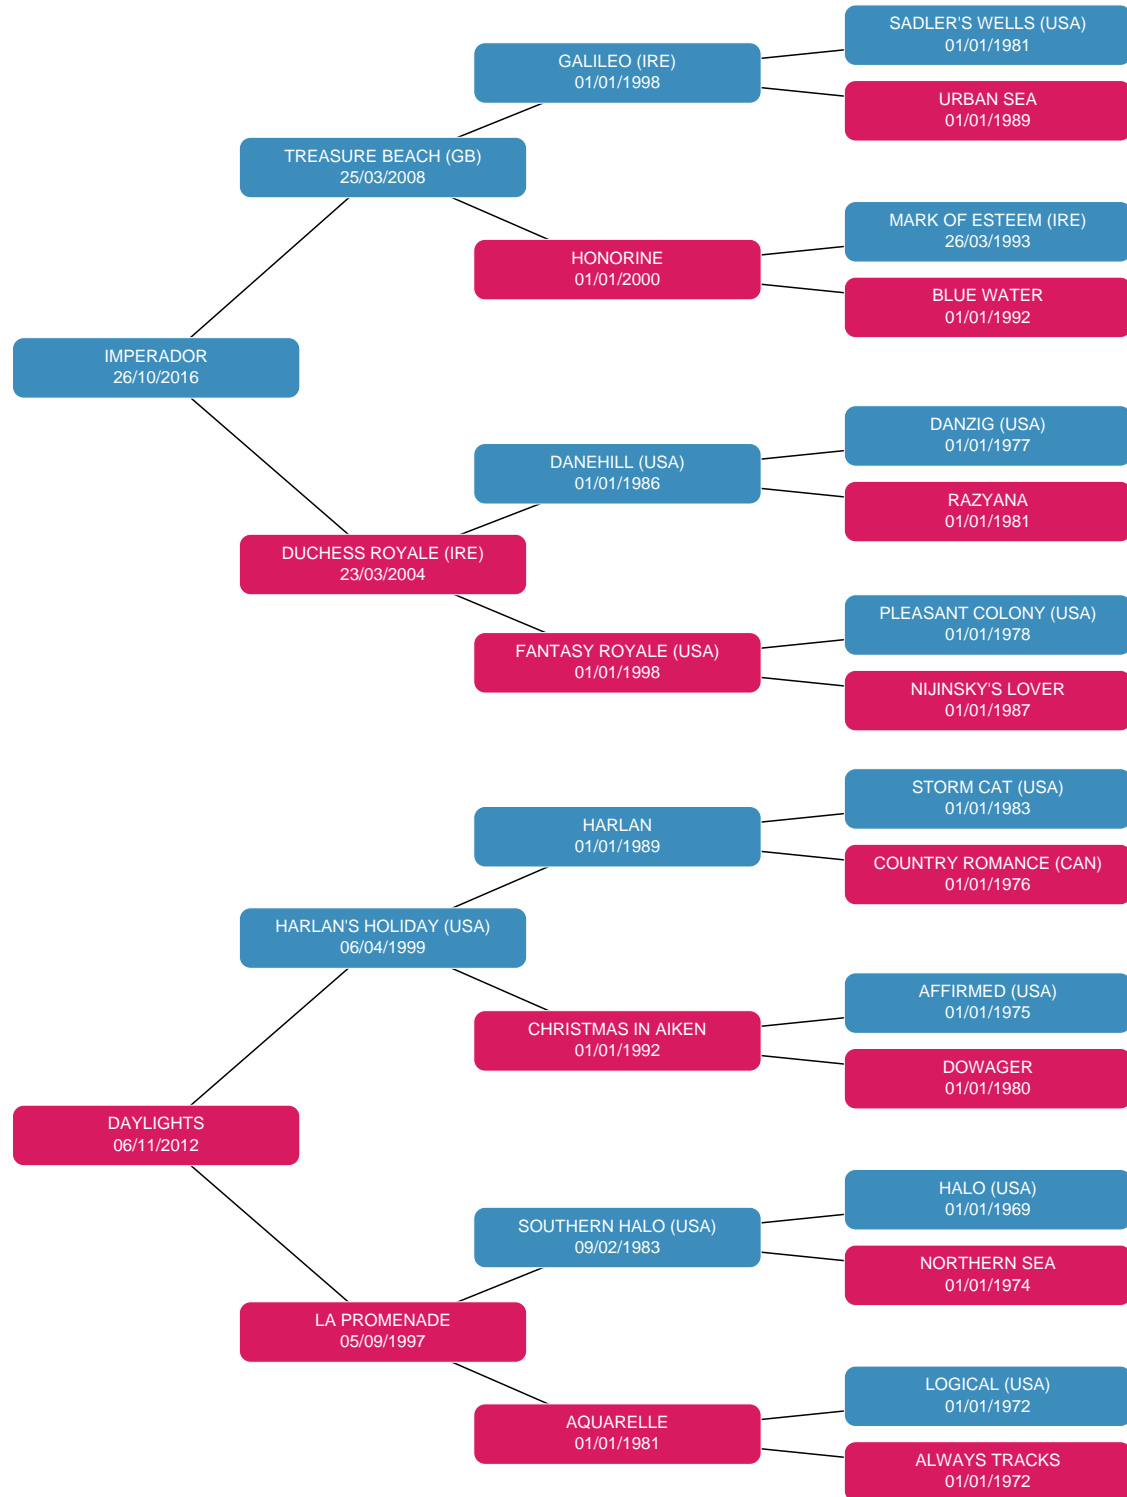 SADLER'S WELLS (USA)
01/01/1981
GALILEO (IRE)
01/01/1998
URBAN SEA
01/01/1989
TREASURE BEACH (GB)
25/03/2008
MARK OF ESTEEM (IRE)
26/03/1993
HONORINE
01/01/2000
BLUE WATER
01/01/1992
IMPERADOR
26/10/2016
DANZIG (USA)
01/01/1977
DANEHILL (USA)
01/01/1986
RAZYANA
01/01/1981
DUCHESS ROYALE (IRE)
23/03/2004
PLEASANT COLONY (USA)
01/01/1978
FANTASY ROYALE (USA)
01/01/1998
NIJINSKY'S LOVER
01/01/1987
STORM CAT (USA)
01/01/1983
HARLAN
01/01/1989
COUNTRY ROMANCE (CAN)
01/01/1976
HARLAN'S HOLIDAY (USA)
06/04/1999
AFFIRMED (USA)
01/01/1975
CHRISTMAS IN AIKEN
01/01/1992
DOWAGER
01/01/1980
DAYLIGHTS
06/11/2012
HALO (USA)
01/01/1969
SOUTHERN HALO (USA)
09/02/1983
NORTHERN SEA
01/01/1974
LA PROMENADE
05/09/1997
LOGICAL (USA)
01/01/1972
AQUARELLE
01/01/1981
ALWAYS TRACKS
01/01/1972